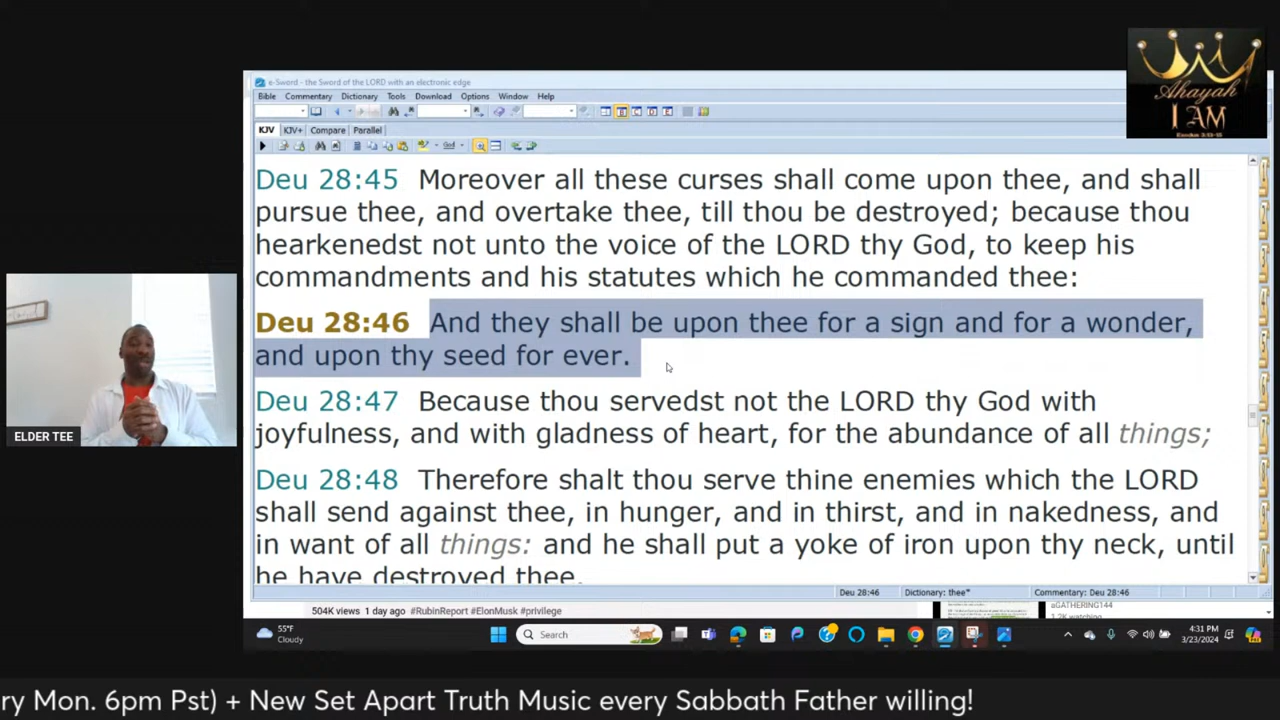 Ahayah
I AM
Exodus 3:13-15
e-Sword - the Sword of the LORD with an electronic edge
Bible Commentary Dictionary Tools Download Options Window Help
KJV KJV+ Compare Parallel
Deu 28:45 Moreover all these curses shall come upon thee, and shall
pursue thee, and overtake thee, till thou be destroyed; because thou
hearkenedst not unto the voice of the LORD thy God, to keep his
commandments and his statutes which he commanded thee:
Deu 28:46 And they shall be upon thee for a sign and for a wonder,
and upon thy seed for ever.
Deu 28:47 Because thou servedst not the LORD thy God with
joyfulness, and with gladness of heart, for the abundance of all things;
Deu 28:48 Therefore shalt thou serve thine enemies which the LORD
shall send against thee, in hunger, and in thirst, and in nakedness, and
in want of all things: and he shall put a yoke of iron upon thy neck, until
he have destroyed thee.
ELDER TEE
Deu 28:46 Dictionary: thee* Commentary: Deu 28:46
504K views 1 day ago #RubinReport #ElonMusk #privilege
aGATHERING144
1.2K watching
55°F
Cloudy
Search
4:31 PM
3/23/2024
ry Mon. 6pm Pst) + New Set Apart Truth Music every Sabbath Father willing!